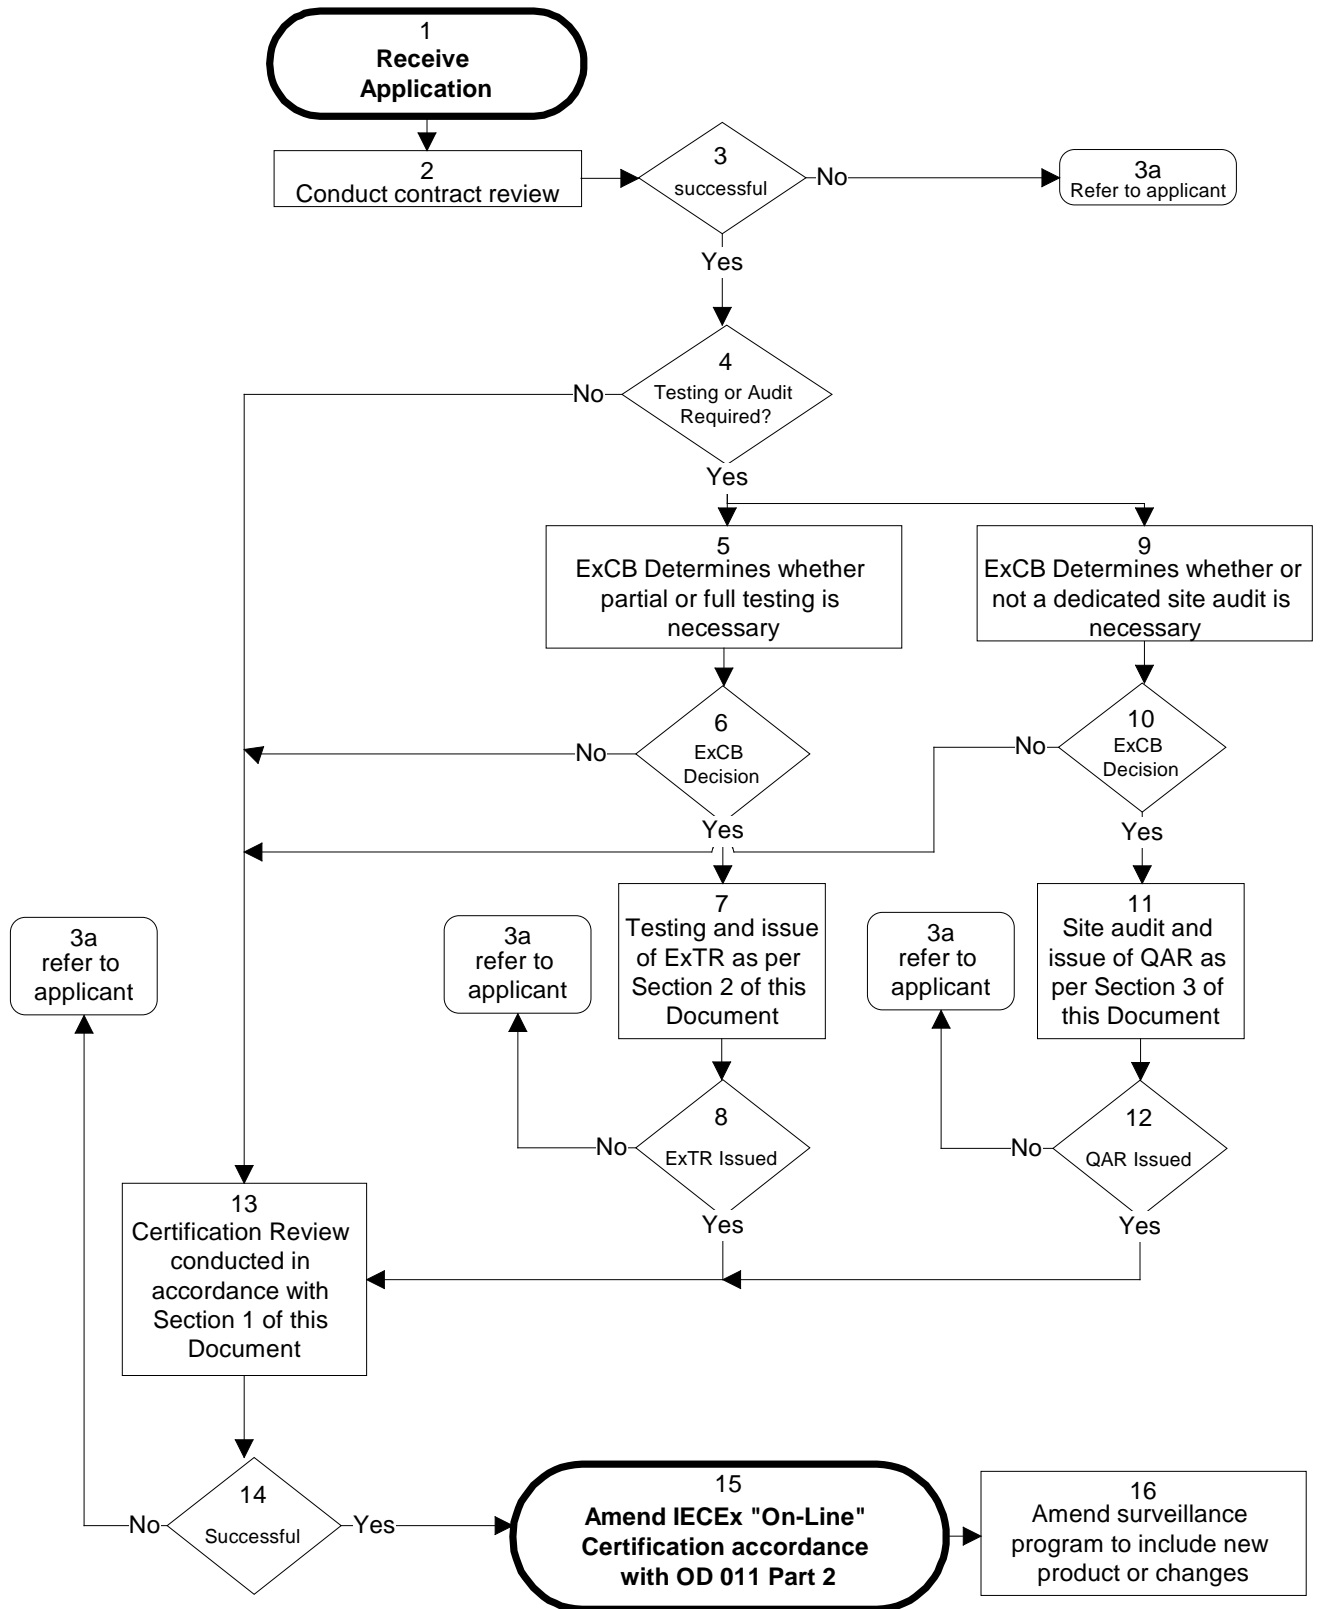 1
Receive
Application
2
Conduct contract review
3
successful
No
3a
Refer to applicant
Yes
4
Testing or Audit
Required?
No
Yes
5
ExCB Determines whether
partial or full testing is
necessary
9
ExCB Determines whether or
not a dedicated site audit is
necessary
6
ExCB
Decision
No
Yes
10
ExCB
Decision
No
Yes
7
Testing and issue
of ExTR as per
Section 2 of this
Document
11
Site audit and
issue of QAR as
per Section 3 of
this Document
3a
refer to
applicant
3a
refer to
applicant
3a
refer to
applicant
8
ExTR Issued
No
Yes
12
QAR Issued
No
Yes
13
Certification Review
conducted in
accordance with
Section 1 of this
Document
14
Successful
No
Yes
15
Amend IECEx "On-Line"
Certification accordance
with OD 011 Part 2
16
Amend surveillance
program to include new
product or changes